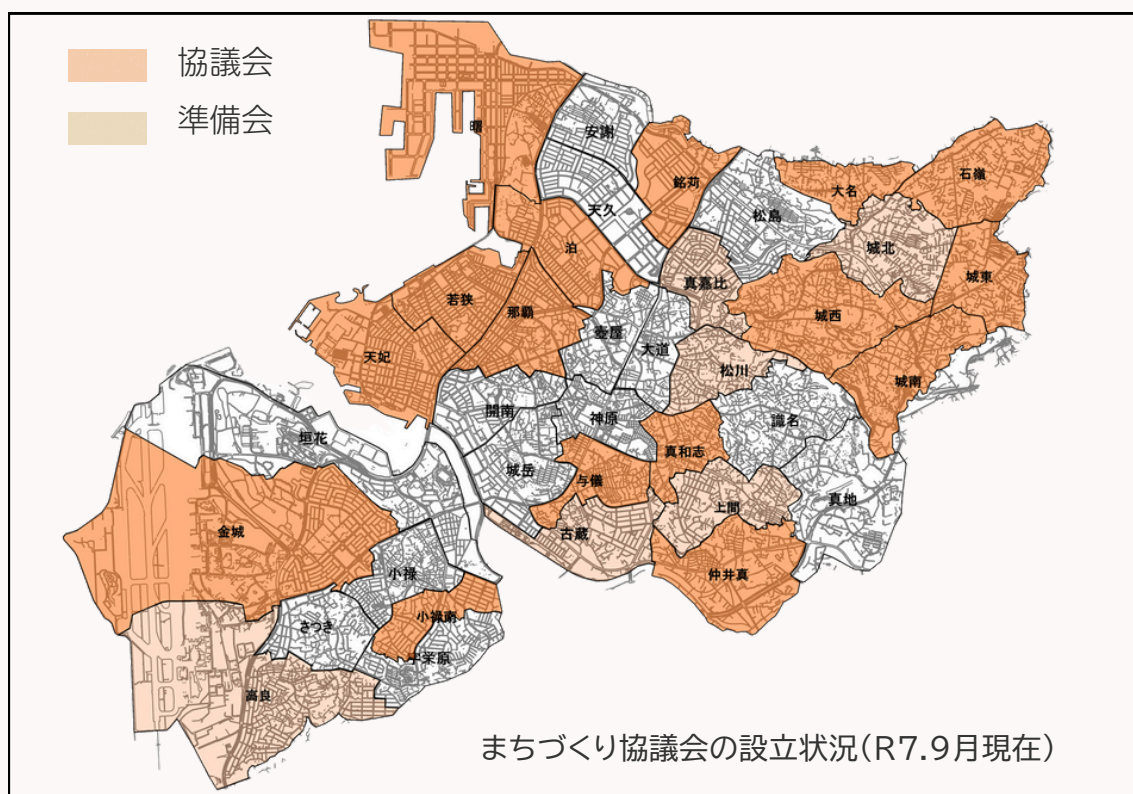 協議会
準備会
曙
安謝
銘苅
天久
松島
大名
石嶺
城北
城東
泊
真嘉比
若狭
那覇
城西
壺屋
大道
天妃
松川
城南
開南
神原
識名
垣花
城岳
真和志
与儀
真地
上間
古蔵
金城
仲井真
小禄
小禄南
さつき
宇栄原
高良
まちづくり協議会の設立状況(R7.9月現在)